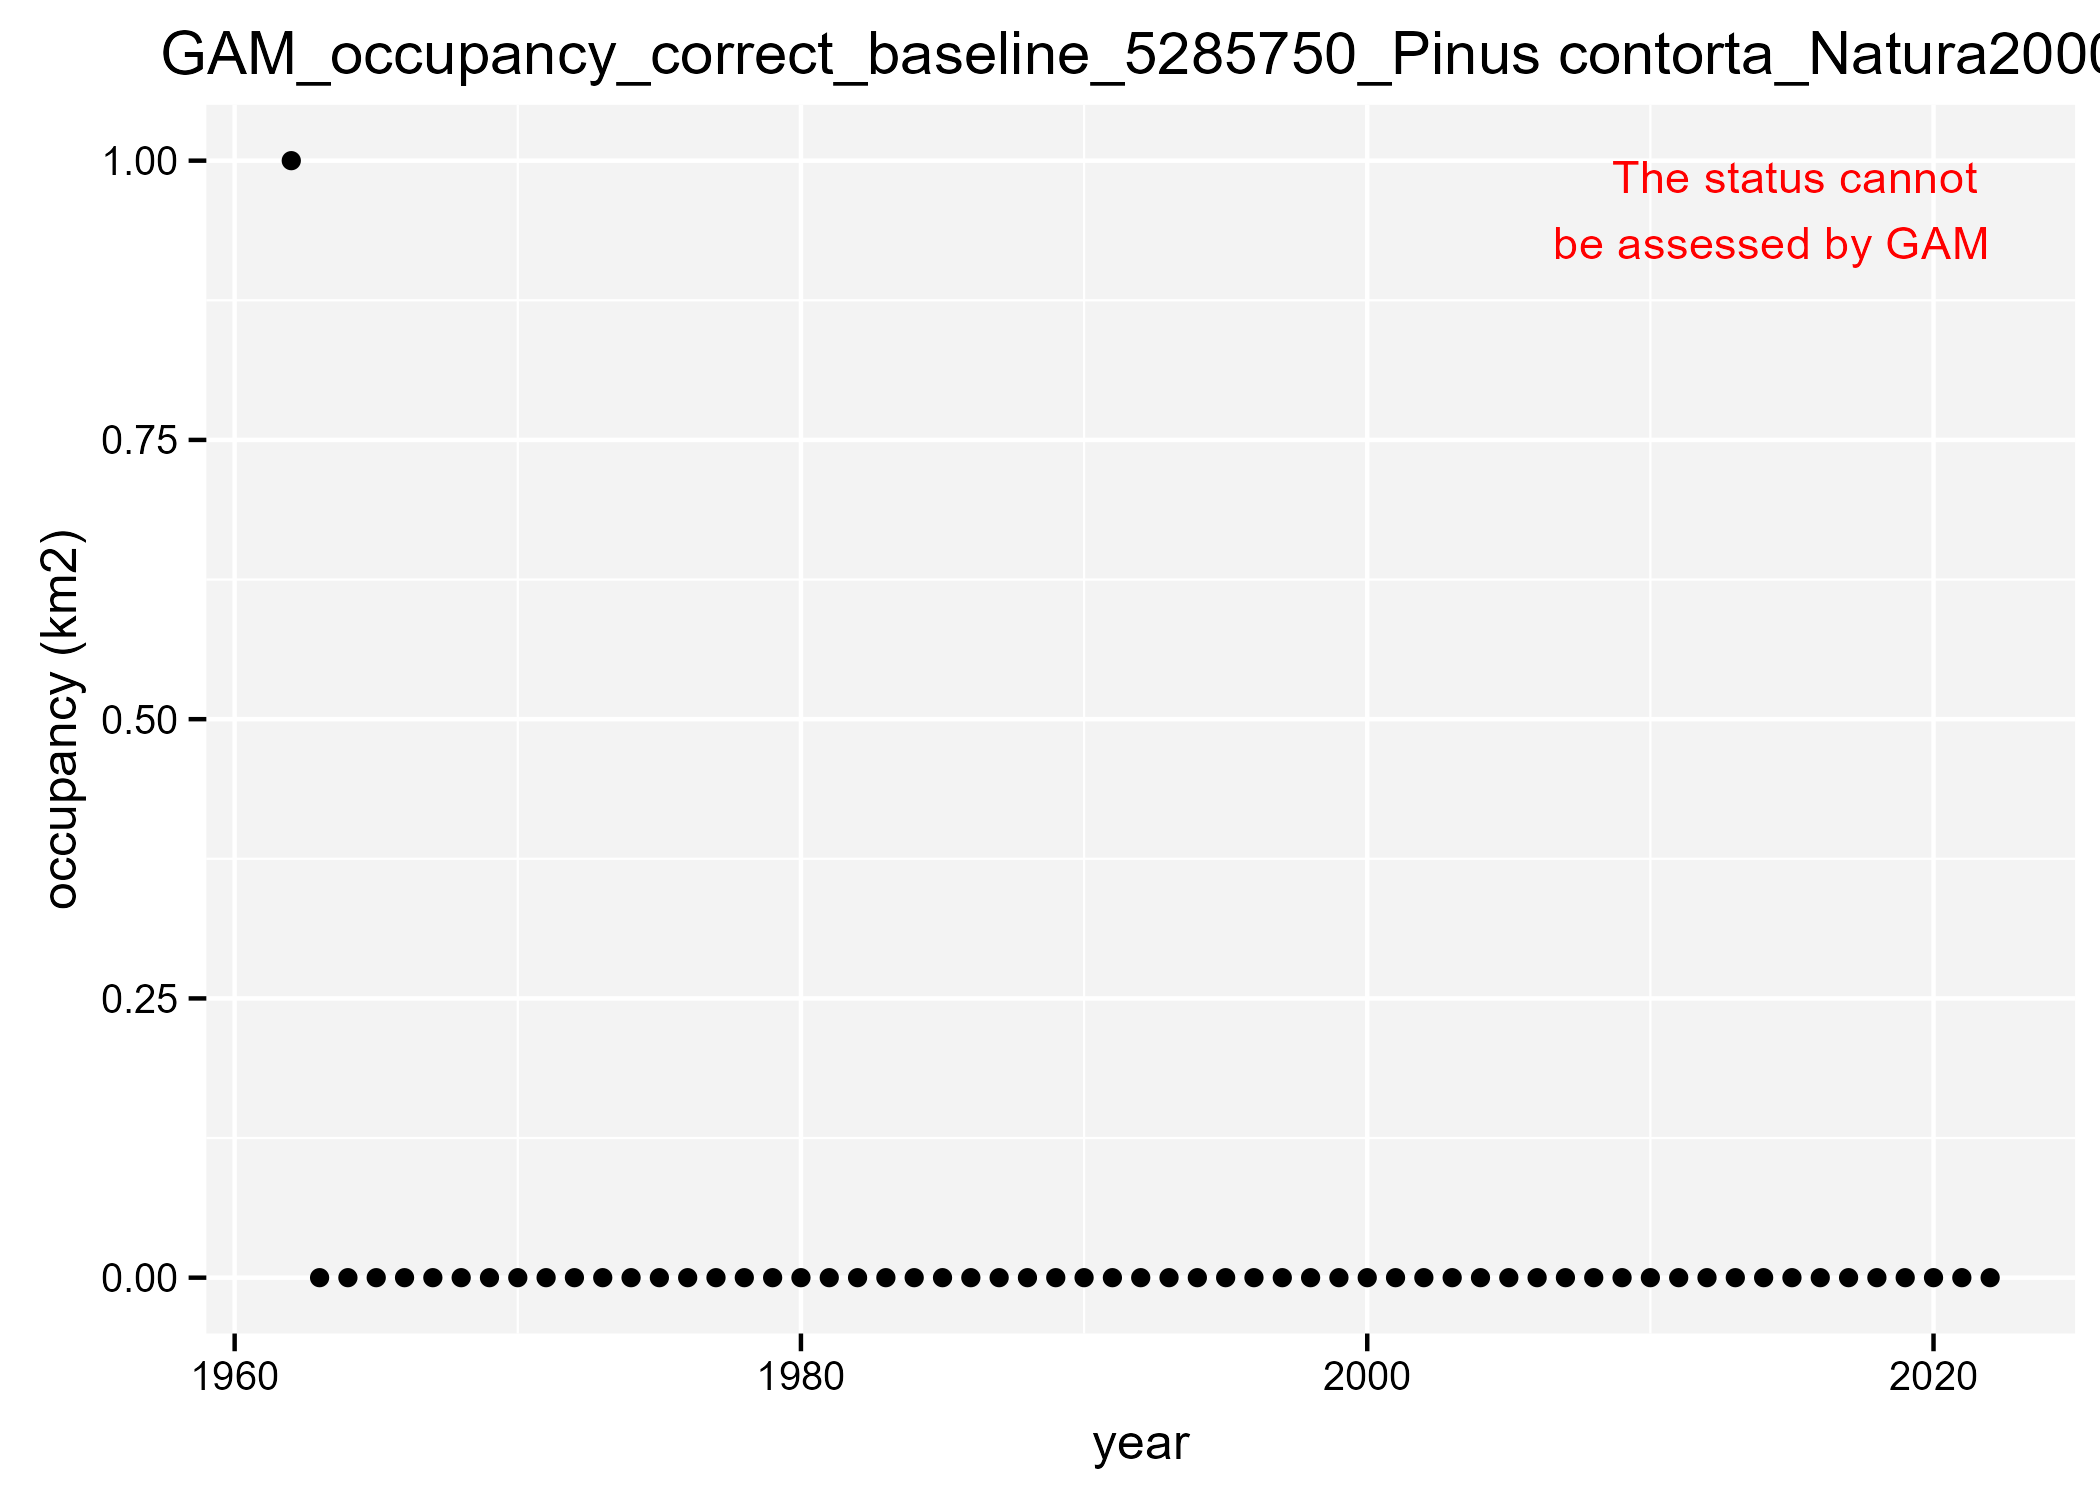 GAM_occupancy_correct_baseline_5285750_Pinus contorta_Natura2000
1.00
The status cannot
be assessed by GAM
0.75
occupancy (km2)
0.50
0.25
0.00
1960
1980
2000
2020
year